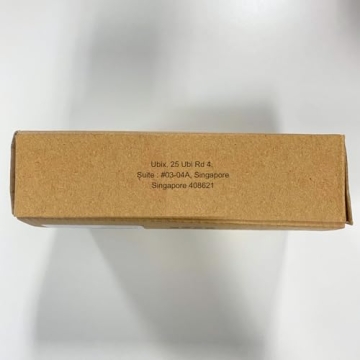 Ubix, 25 Ubi Rd 4,
Suite : #03-04A, Singapore
Singapore 408621